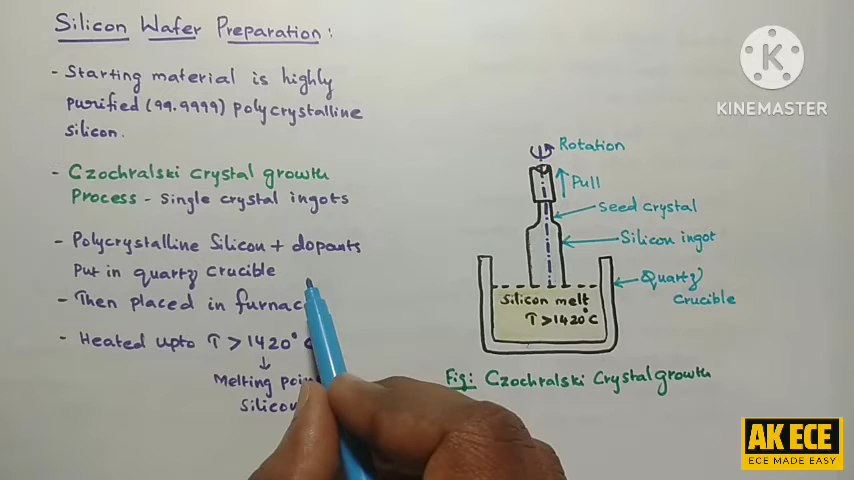 Silicon Wafer Preparation:
- Starting material is highly
purified (99.9999) polycrystalline
silicon.
- Czochralski crystal growth
Process - Single crystal ingots
- Polycrystalline Silicon + dopants
Put in quartz crucible
- Then placed in furnac
- Heated upto T > 1420°C
↓
Melting poin
Silicon
Rotation
Pull
Seed crystal
Silicon ingot
Quartz
Crucible
Silicon melt
T > 1420°C
Fig: Czochralski Crystal growth
K
KINEMASTER
AK ECE
ECE MADE EASY